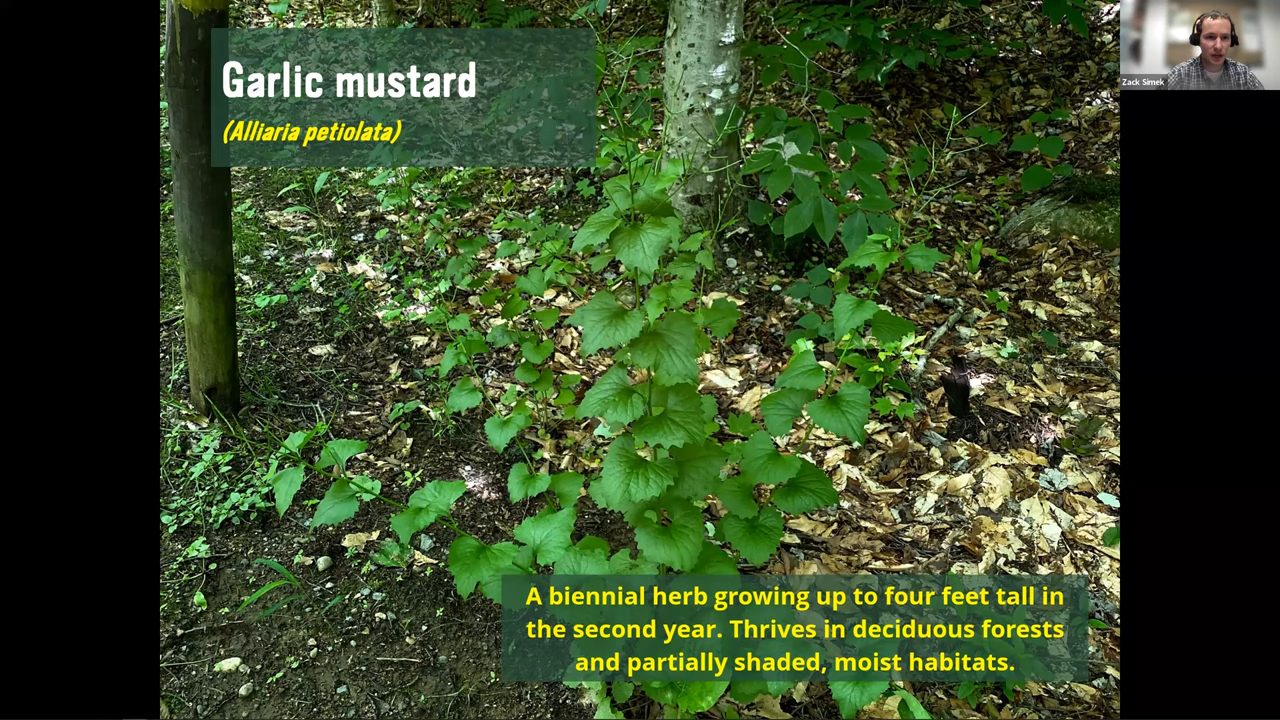 Garlic mustard
(Alliaria petiolata)
Zack Simek
A biennial herb growing up to four feet tall in
the second year. Thrives in deciduous forests
and partially shaded, moist habitats.